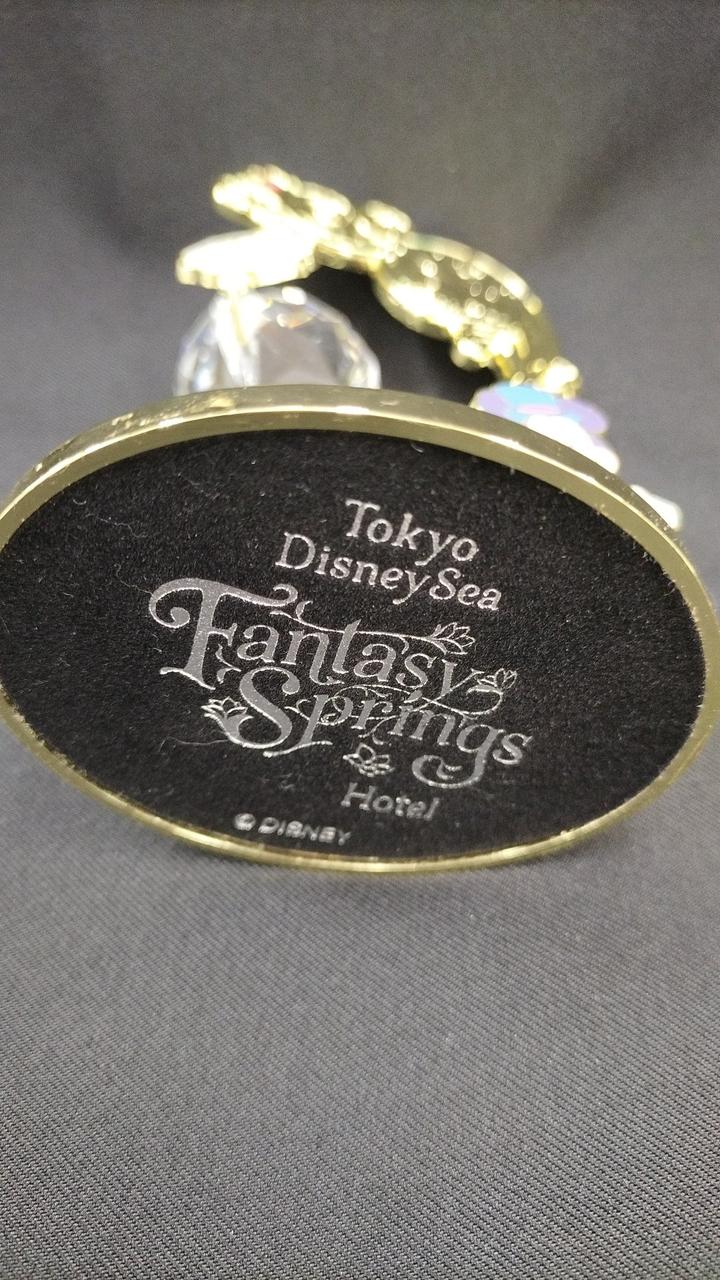 Tokyo
DisneySea
Fantasy
Springs
Hotel
© DISNEY